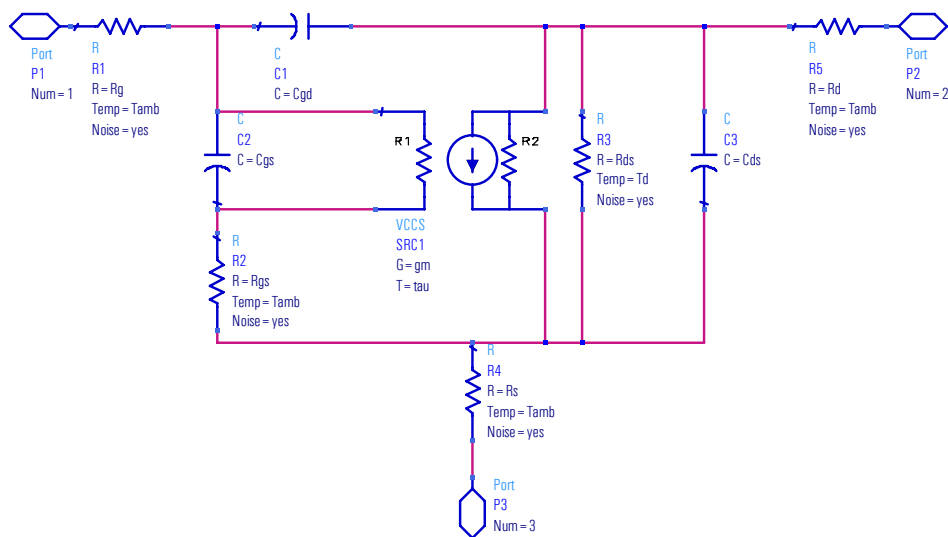 Port
P1
Num = 1
R
R1
R = Rg
Temp = Tamb
Noise = yes
C
C1
C = Cgd
R
R5
R = Rd
Temp = Tamb
Noise = yes
Port
P2
Num = 2
C
C2
C = Cgs
R1
R2
VCCS
SRC1
G = gm
T = tau
R
R3
R = Rds
Temp = Td
Noise = yes
C
C3
C = Cds
R
R2
R = Rgs
Temp = Tamb
Noise = yes
R
R4
R = Rs
Temp = Tamb
Noise = yes
Port
P3
Num = 3